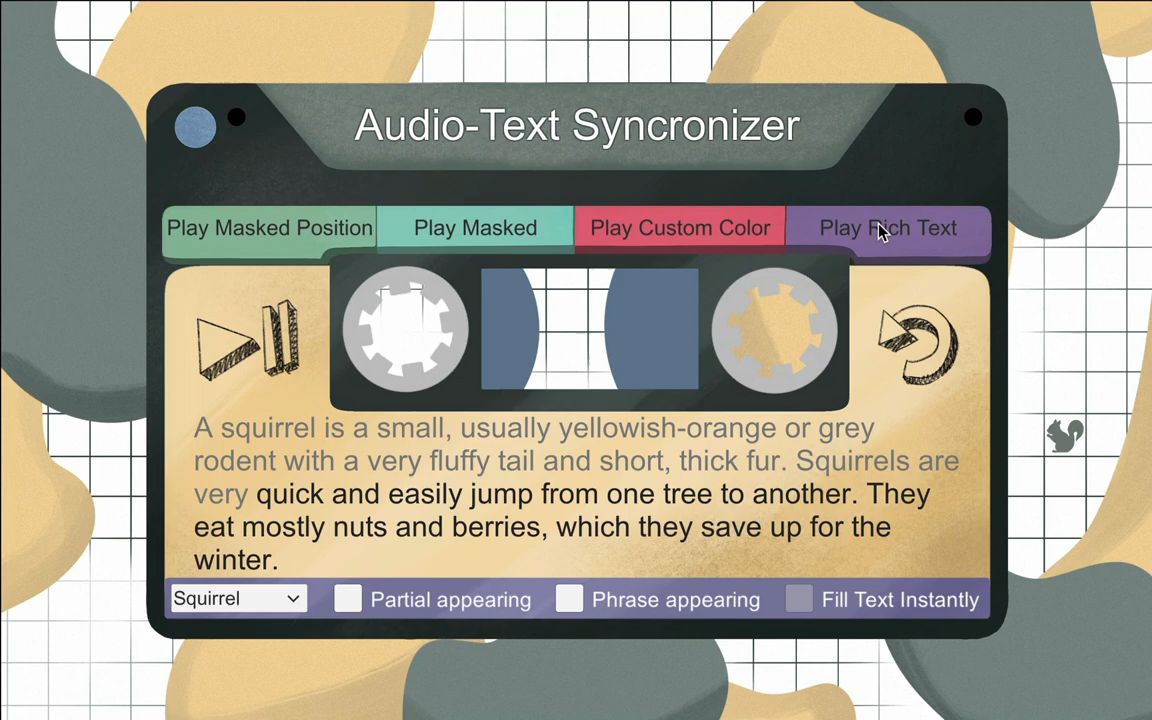 Audio-Text Syncronizer
Play Masked Position
Play Masked
Play Custom Color
Play Rich Text
A squirrel is a small, usually yellowish-orange or grey
rodent with a very fluffy tail and short, thick fur. Squirrels are
very quick and easily jump from one tree to another. They
eat mostly nuts and berries, which they save up for the
winter.
Squirrel
Partial appearing
Phrase appearing
Fill Text Instantly